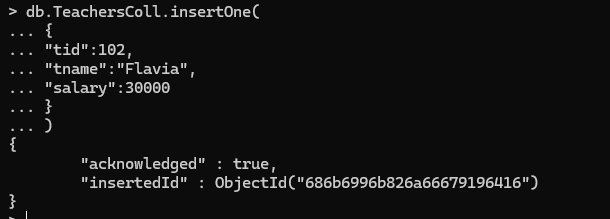 > db.TeachersColl.insertOne(
... {
... "tid":102,
... "tname":"Flavia",
... "salary":30000
... }
... )
{
        "acknowledged" : true,
        "insertedId" : ObjectId("686b6996b826a66679196416")
}
>